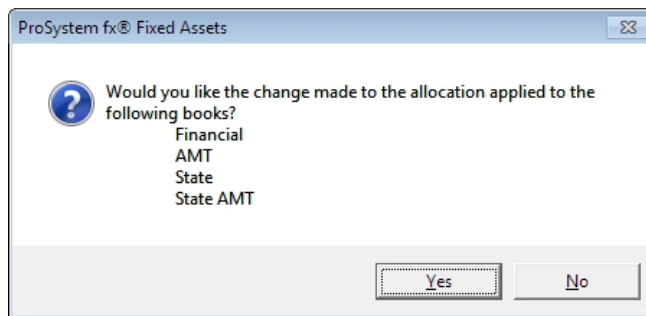 ProSystem fx® Fixed Assets
Would you like the change made to the allocation applied to the
following books?
Financial
AMT
State
State AMT
Yes
No